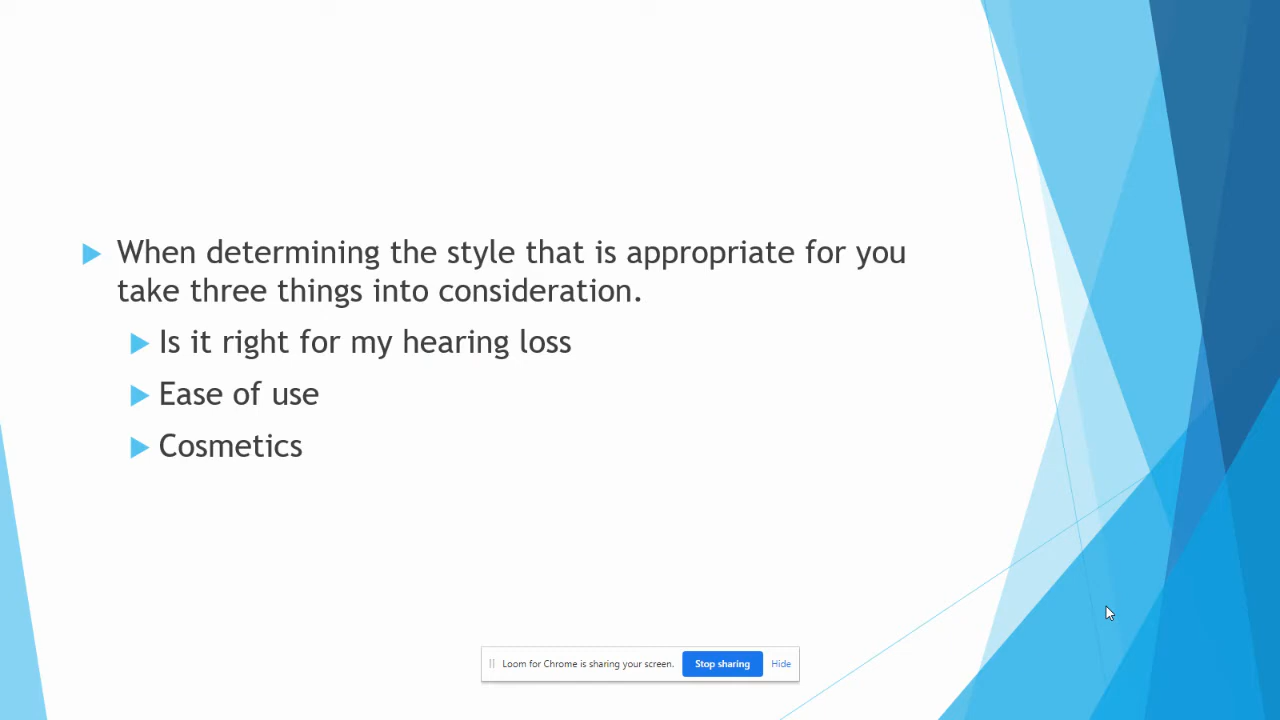 When determining the style that is appropriate for you
take three things into consideration.
Is it right for my hearing loss
Ease of use
Cosmetics
Loom for Chrome is sharing your screen. Stop sharing Hide